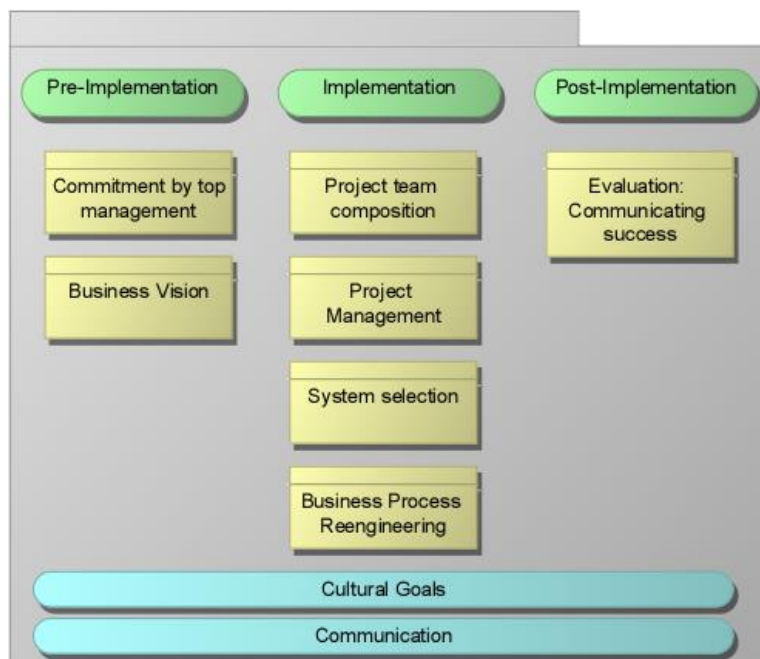 Pre-Implementation
Implementation
Post-Implementation
Commitment by top
management
Business Vision
Project team
composition
Project
Management
System selection
Business Process
Reengineering
Evaluation:
Communicating
success
Cultural Goals
Communication